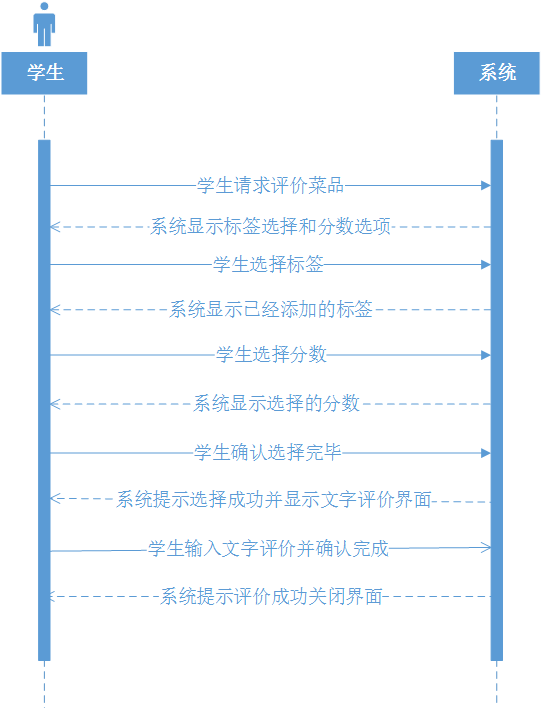 学生
系统
学生请求评价菜品
系统显示标签选择和分数选项
学生选择标签
系统显示已经添加的标签
学生选择分数
系统显示选择的分数
学生确认选择完毕
系统提示选择成功并显示文字评价界面
学生输入文字评价并确认完成
系统提示评价成功关闭界面